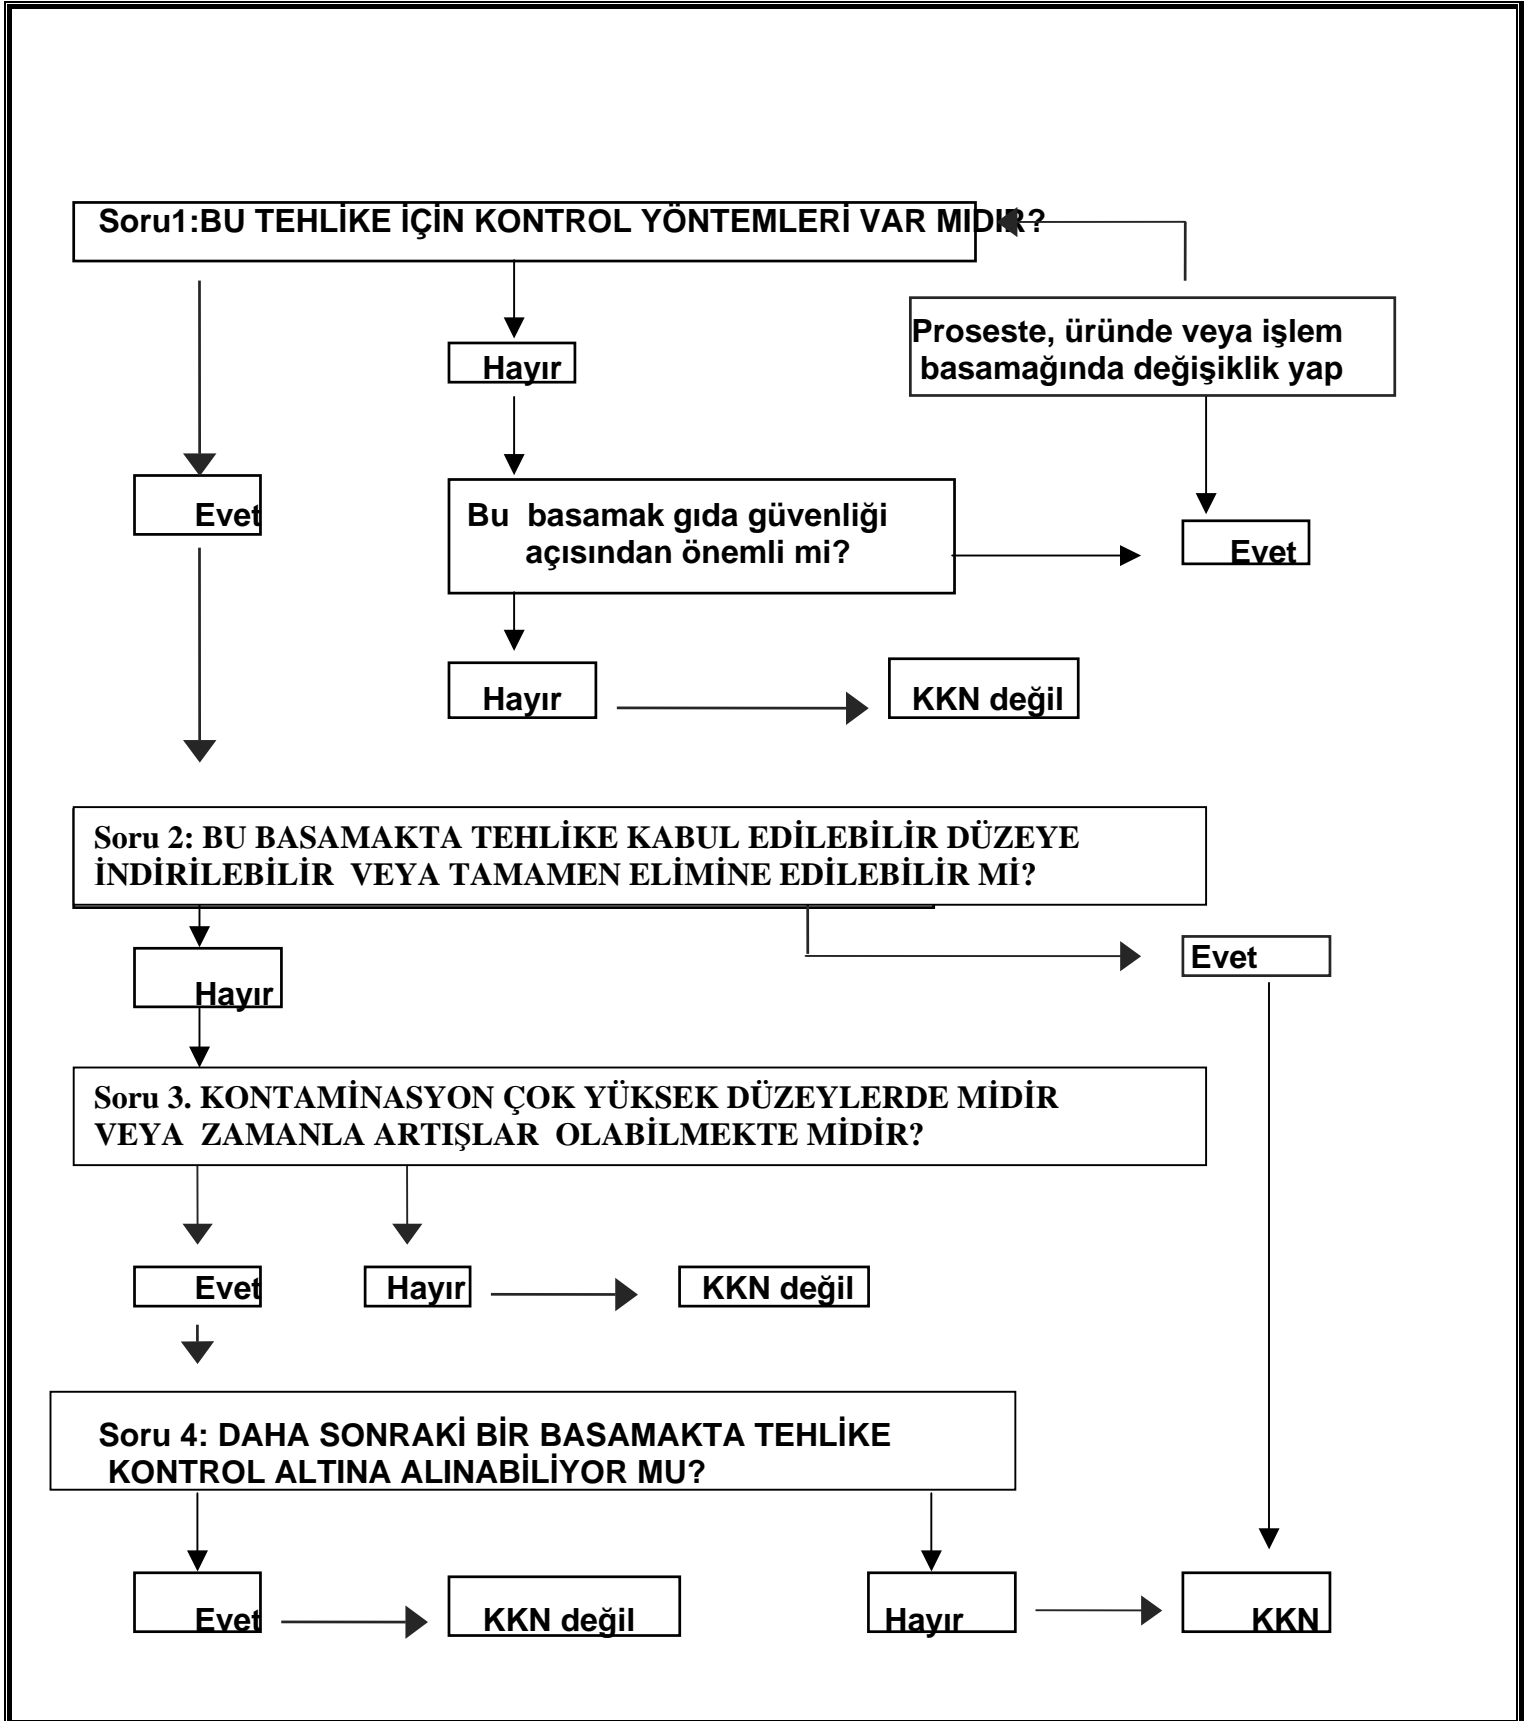 Soru1:BU TEHLİKE İÇİN KONTROL YÖNTEMLERİ VAR MIDIR?
Proseste, üründe veya işlem
basamağında değişiklik yap
Hayır
Evet
Bu basamak gıda güvenliği
açısından önemli mi?
Evet
Hayır
KKN değil
Soru 2: BU BASAMAKTA TEHLİKE KABUL EDİLEBİLİR DÜZEYE
İNDİRİLEBİLİR VEYA TAMAMEN ELİMİNE EDİLEBİLİR Mİ?
Evet
Hayır
Soru 3. KONTAMİNASYON ÇOK YÜKSEK DÜZEYLERDE MİDİR
VEYA ZAMANLA ARTIŞLAR OLABİLMEKTE MİDİR?
Evet
Hayır
KKN değil
Soru 4: DAHA SONRAKİ BİR BASAMAKTA TEHLİKE
KONTROL ALTINA ALINABİLİYOR MU?
Evet
KKN değil
Hayır
KKN